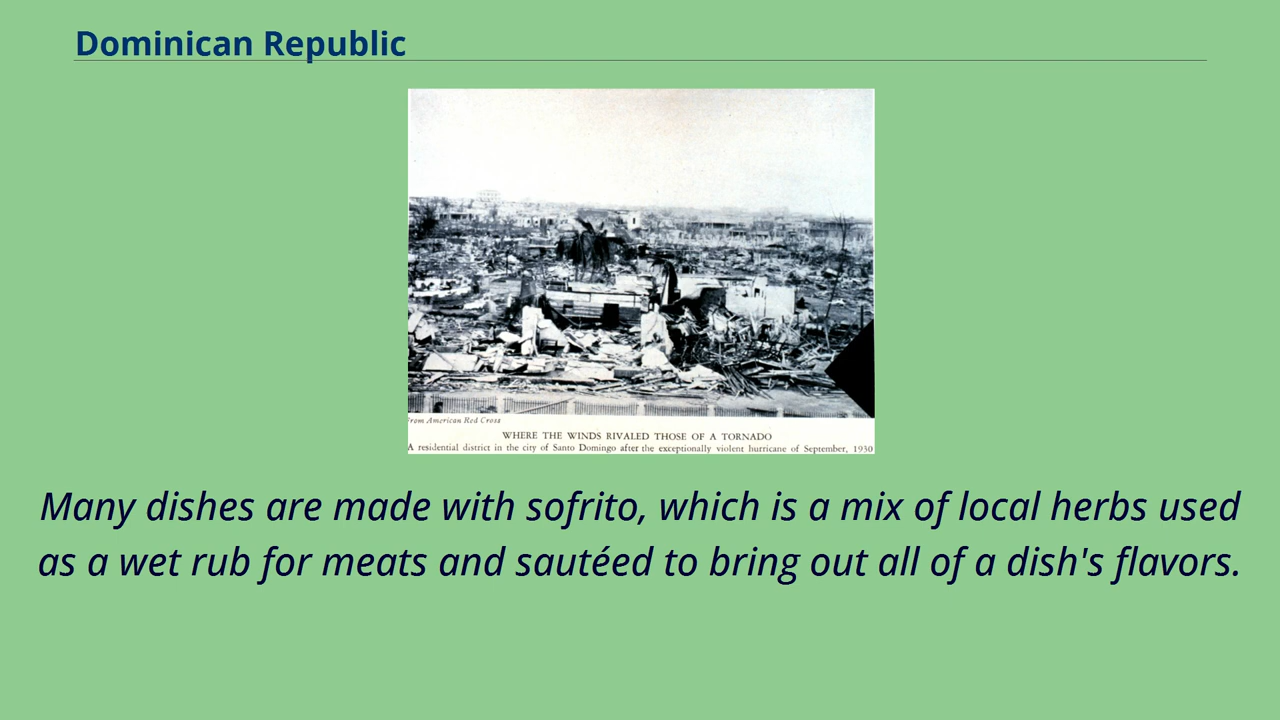 Dominican Republic
From American Red Cross
WHERE THE WINDS RIVALED THOSE OF A TORNADO
A residential district in the city of Santo Domingo after the exceptionally violent hurricane of September, 1930
Many dishes are made with sofrito, which is a mix of local herbs used
as a wet rub for meats and sautéed to bring out all of a dish's flavors.